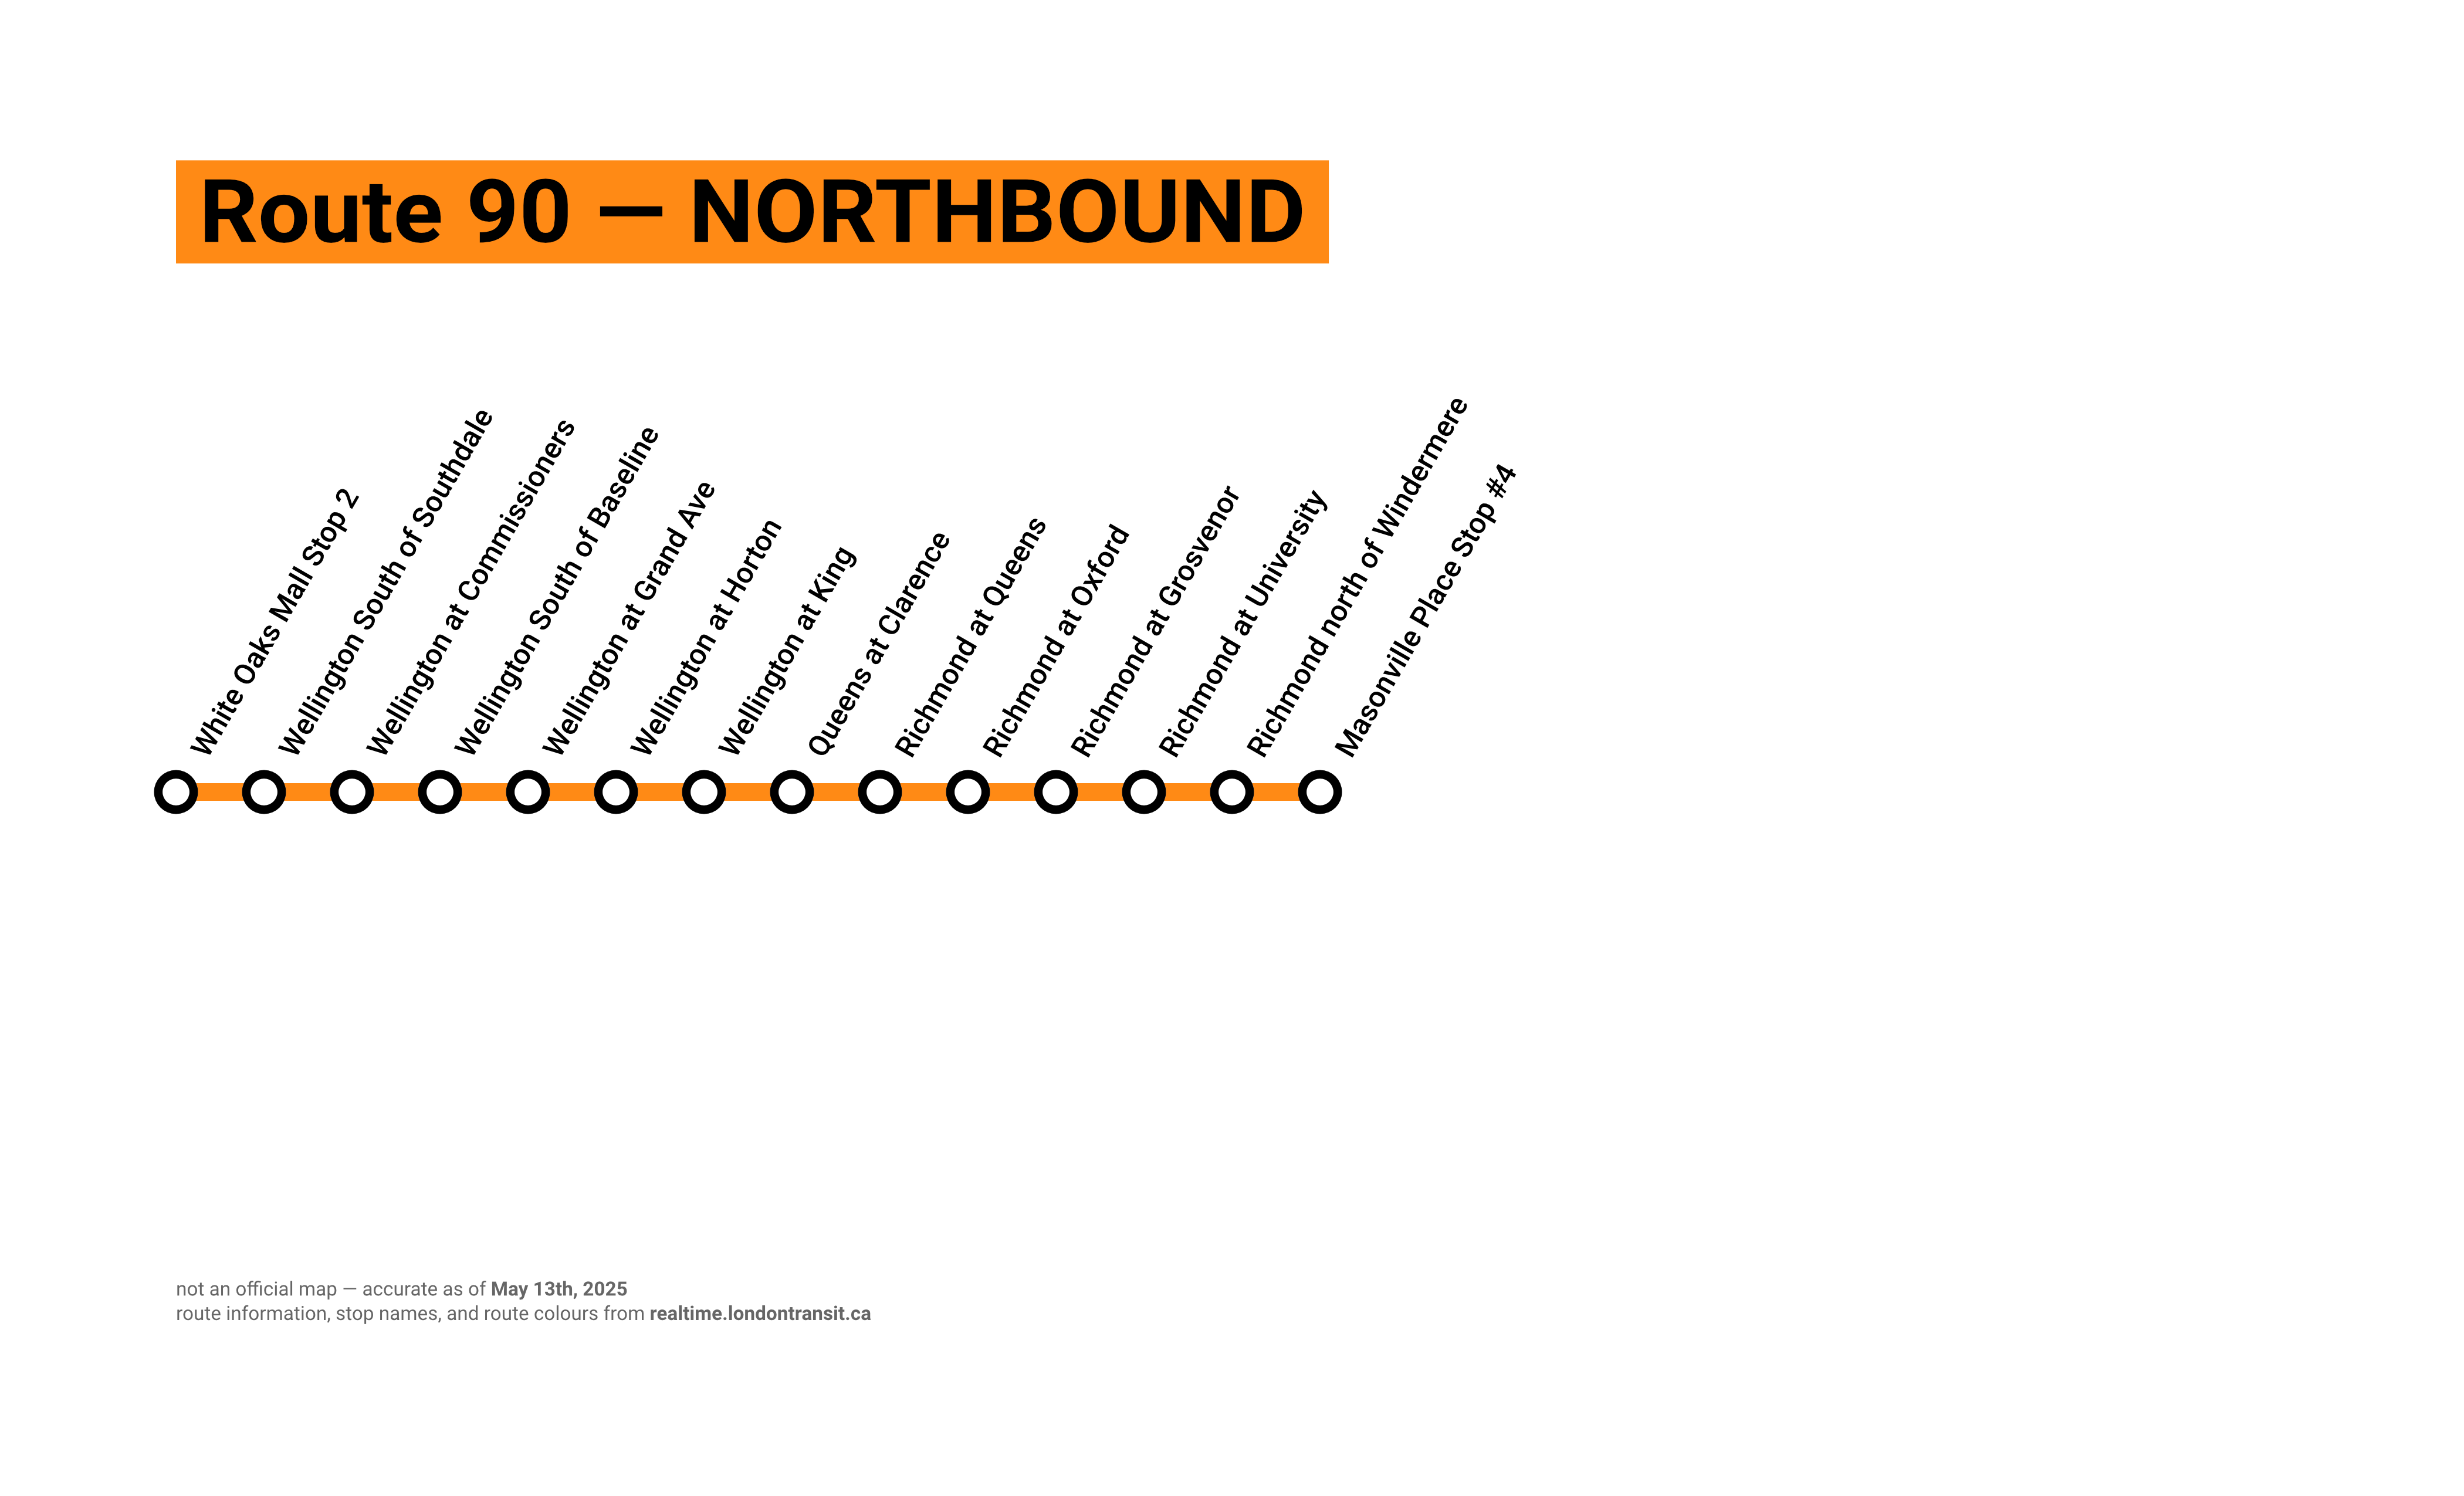 Route 90 — NORTHBOUND
White Oaks Mall Stop 2
Wellington South of Southdale
Wellington at Commissioners
Wellington South of Baseline
Wellington at Grand Ave
Wellington at Horton
Wellington at King
Queens at Clarence
Richmond at Queens
Richmond at Oxford
Richmond at Grosvenor
Richmond at University
Richmond north of Windermere
Masonville Place Stop #4
not an official map — accurate as of May 13th, 2025
route information, stop names, and route colours from realtime.londontransit.ca